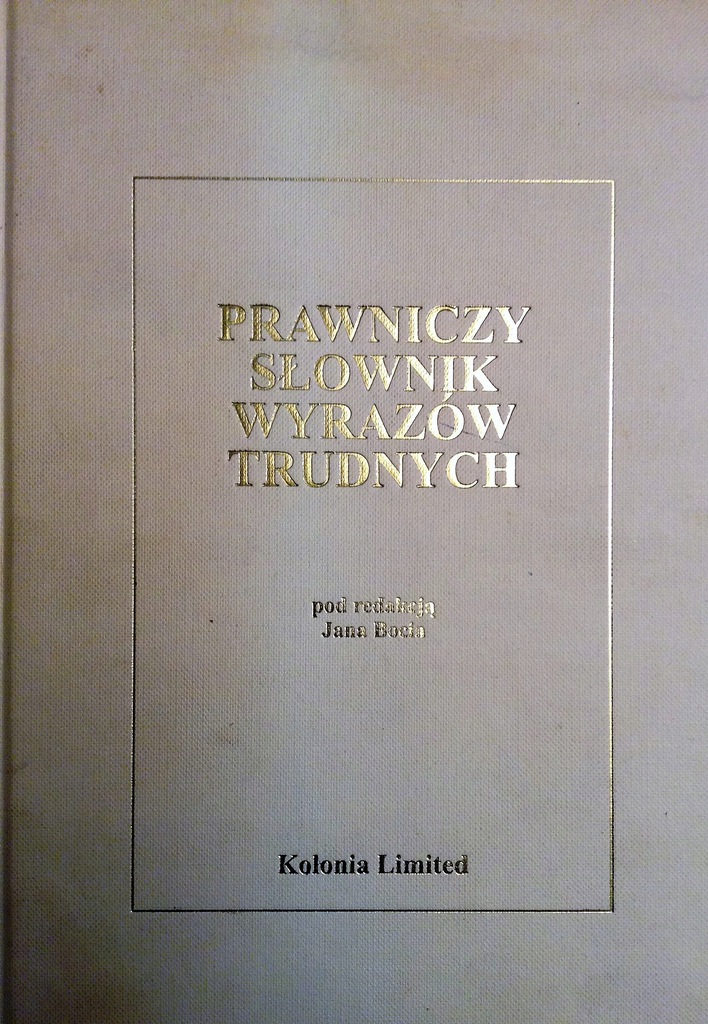 PRAWNICZY
SŁOWNIK
WYRAZÓW
TRUDNYCH
pod redakcją
Jana Bocia
Kolonia Limited